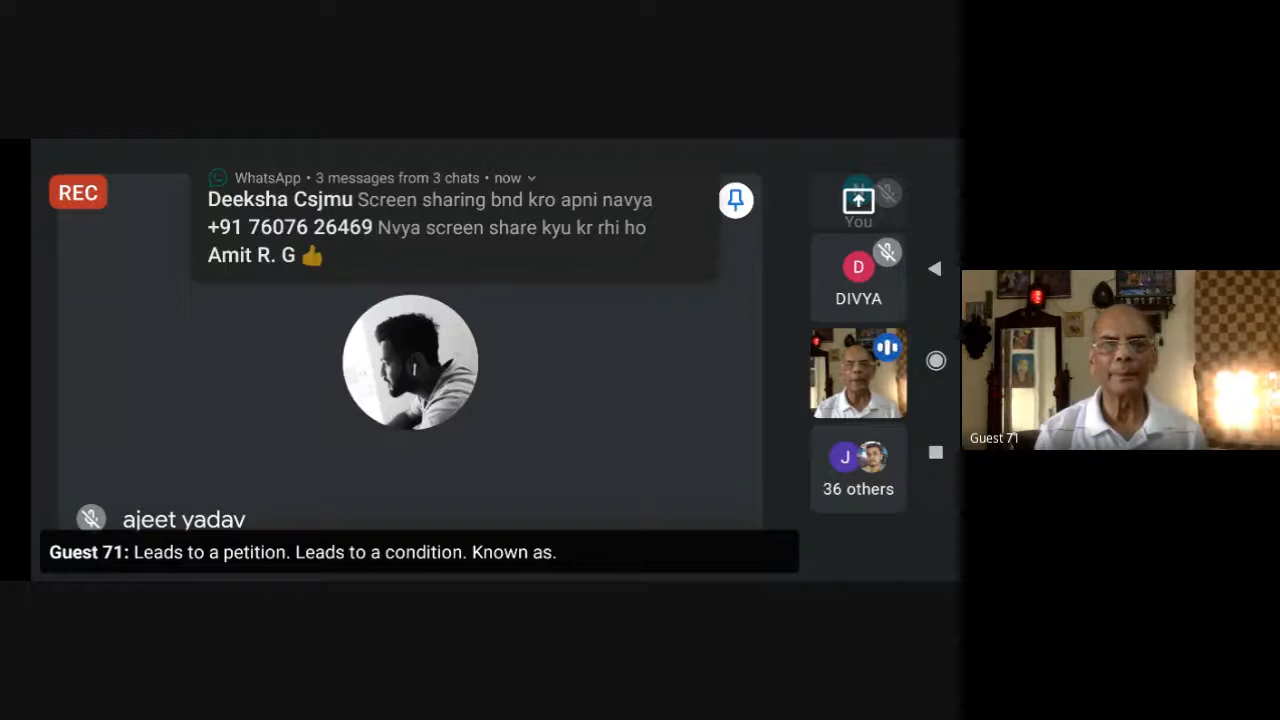 REC
WhatsApp • 3 messages from 3 chats • now
Deeksha Csjmu Screen sharing bnd kro apni navya
+91 76076 26469 Nvya screen share kyu kr rhi ho
Amit R. G 👍
You
D
DIVYA
J
36 others
ajeet yadav
Guest 71: Leads to a petition. Leads to a condition. Known as.
Guest 71